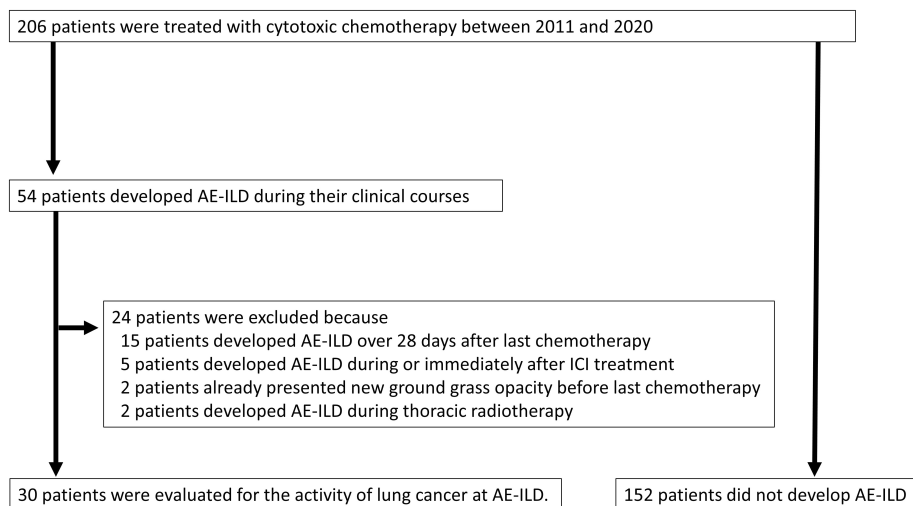 206 patients were treated with cytotoxic chemotherapy between 2011 and 2020
54 patients developed AE-ILD during their clinical courses
24 patients were excluded because
15 patients developed AE-ILD over 28 days after last chemotherapy
5 patients developed AE-ILD during or immediately after ICI treatment
2 patients already presented new ground grass opacity before last chemotherapy
2 patients developed AE-ILD during thoracic radiotherapy
30 patients were evaluated for the activity of lung cancer at AE-ILD.
152 patients did not develop AE-ILD